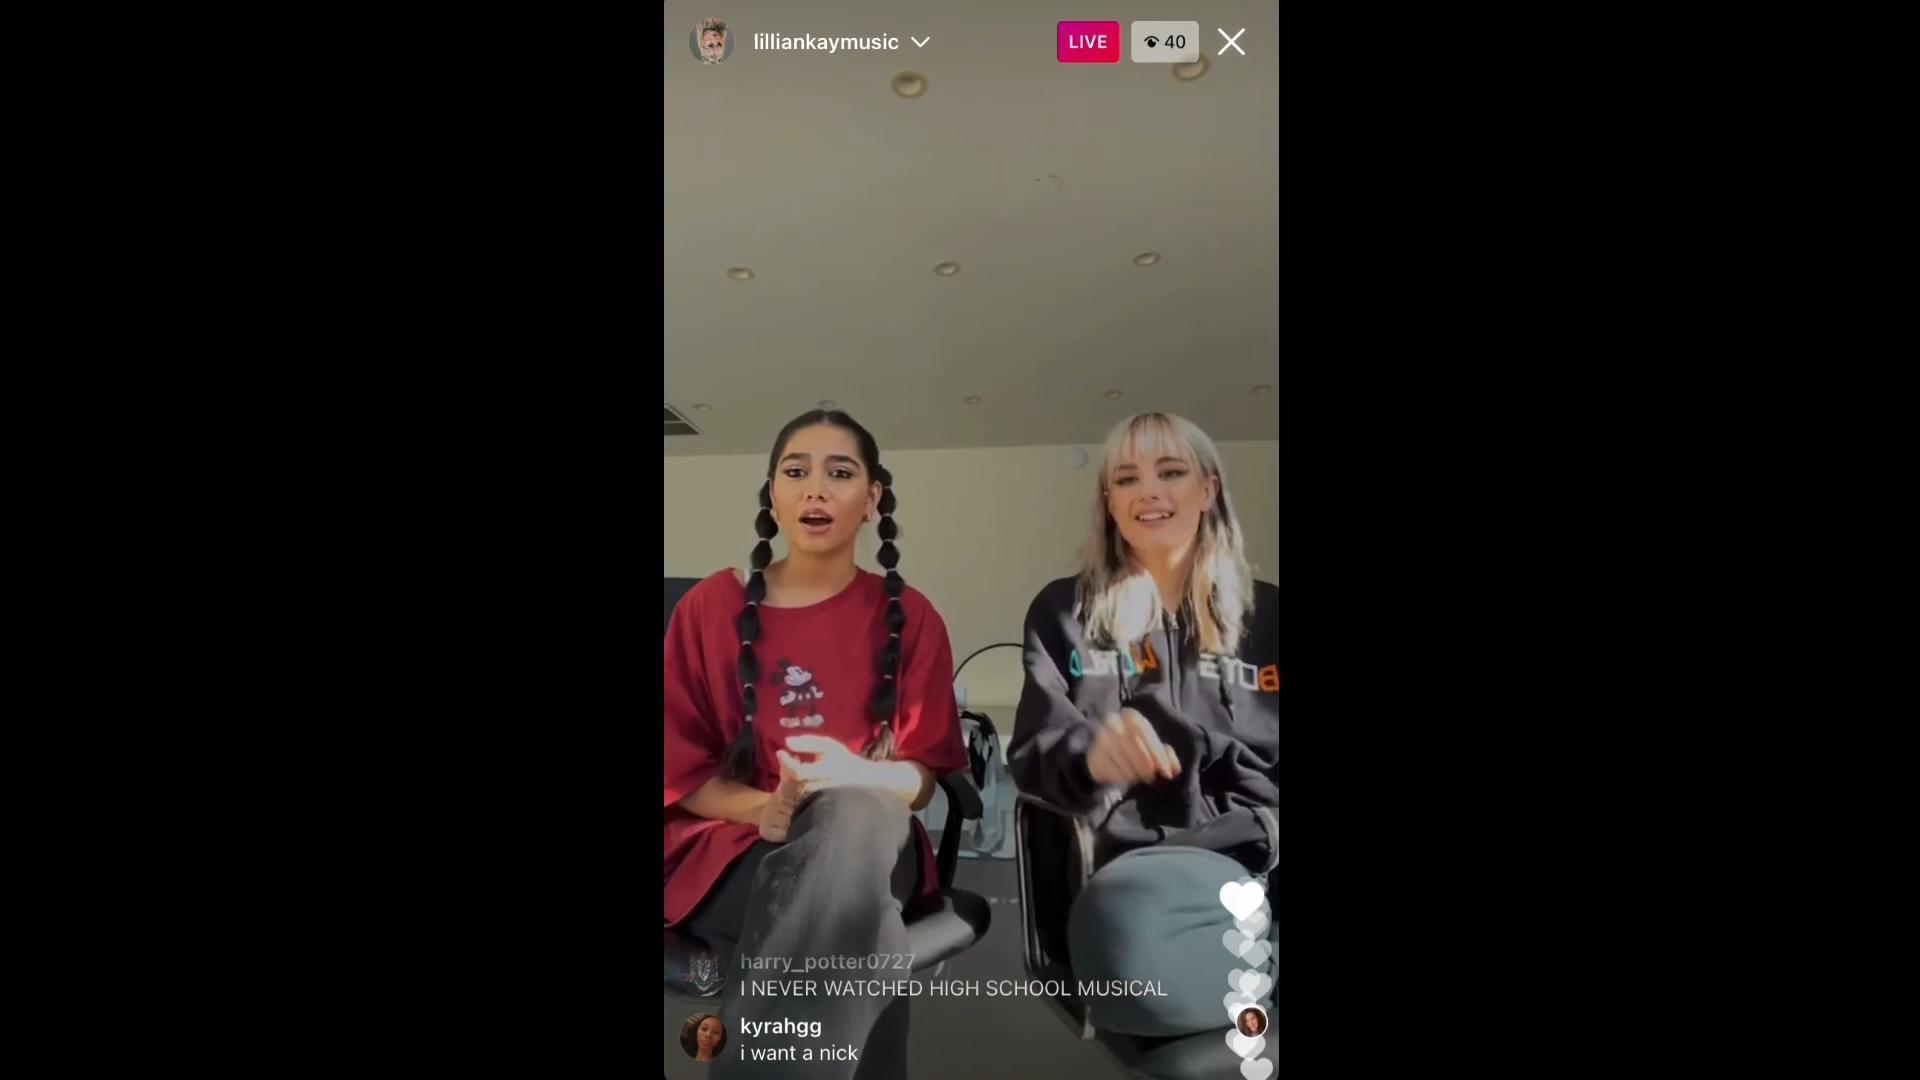 lilliankaymusic
LIVE
40
harry_potter0727
I NEVER WATCHED HIGH SCHOOL MUSICAL
kyrahgg
i want a nick